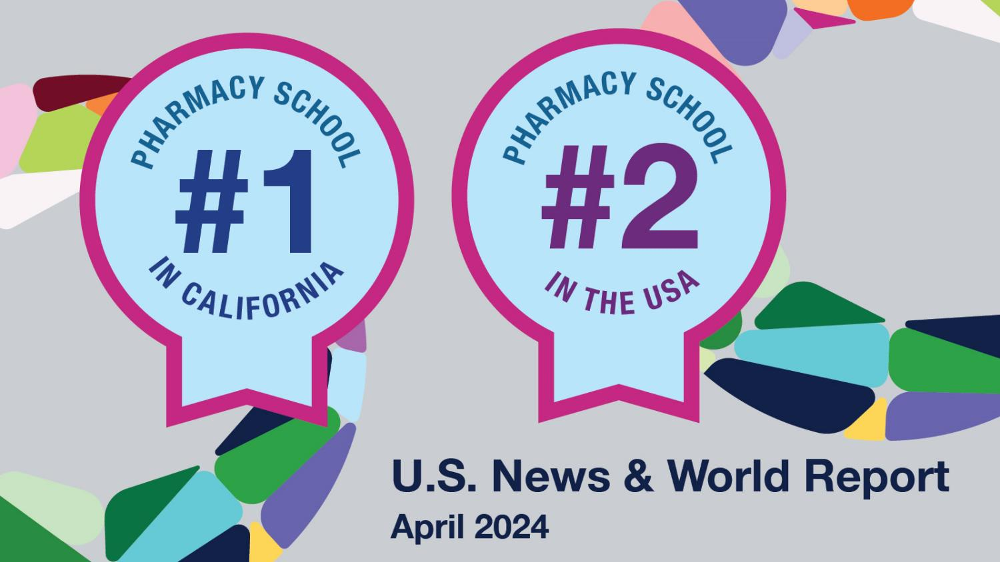 PHARMACY SCHOOL
#1
IN CALIFORNIA
PHARMACY SCHOOL
#2
IN THE USA
U.S. News & World Report
April 2024